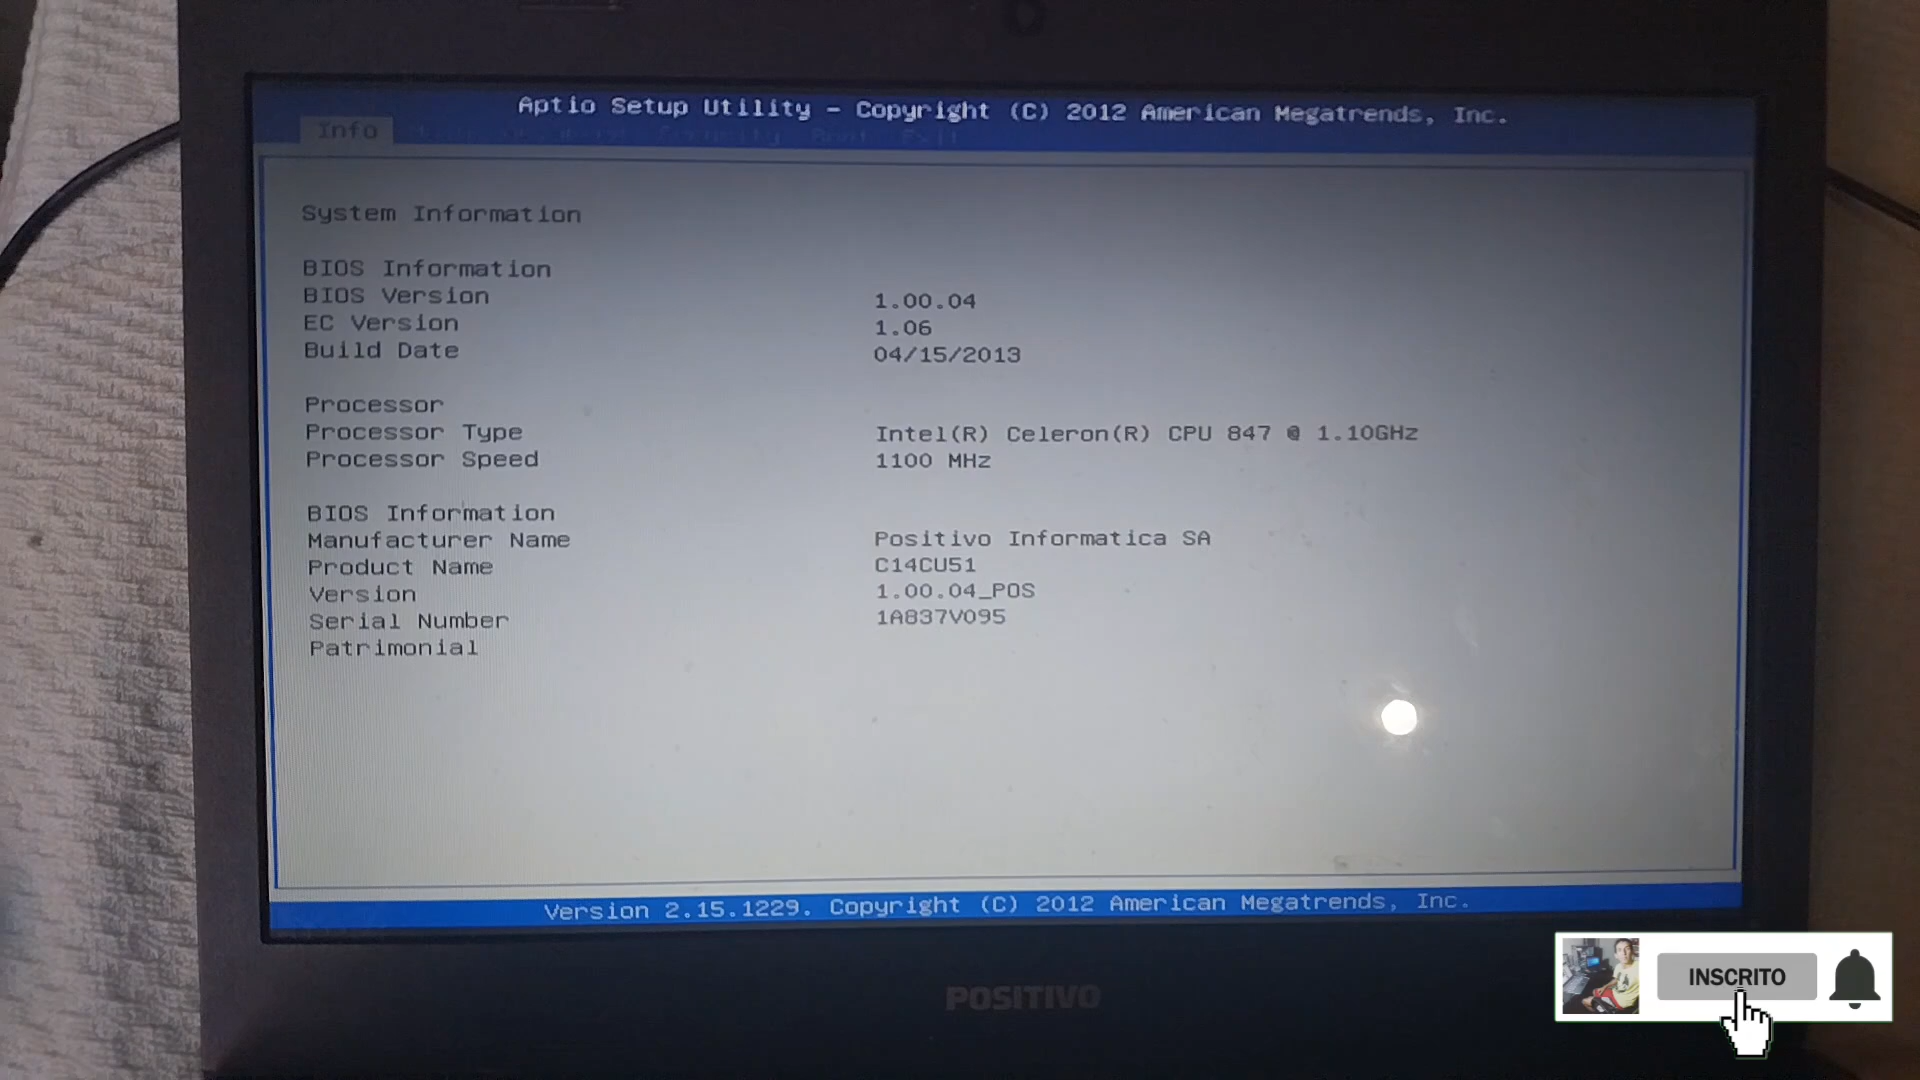 Aptio Setup Utility - Copyright (C) 2012 American Megatrends, Inc.
Info Security Boot Exit
System Information
BIOS Information
BIOS Version 1.00.04
EC Version 1.06
Build Date 04/15/2013
Processor
Processor Type Intel(R) Celeron(R) CPU 847 @ 1.10GHz
Processor Speed 1100 MHz
BIOS Information
Manufacturer Name Positivo Informatica SA
Product Name C14CU51
Version 1.00.04_POS
Serial Number 1A837V095
Patrimonial
Version 2.15.1229. Copyright (C) 2012 American Megatrends, Inc.
POSITIVO
INSCRITO